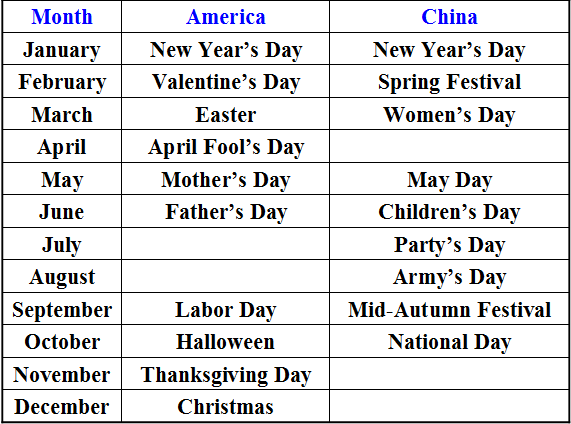 Month America China
January New Year’s Day New Year’s Day
February Valentine’s Day Spring Festival
March Easter Women’s Day
April April Fool’s Day
May Mother’s Day May Day
June Father’s Day Children’s Day
July Party’s Day
August Army’s Day
September Labor Day Mid-Autumn Festival
October Halloween National Day
November Thanksgiving Day
December Christmas